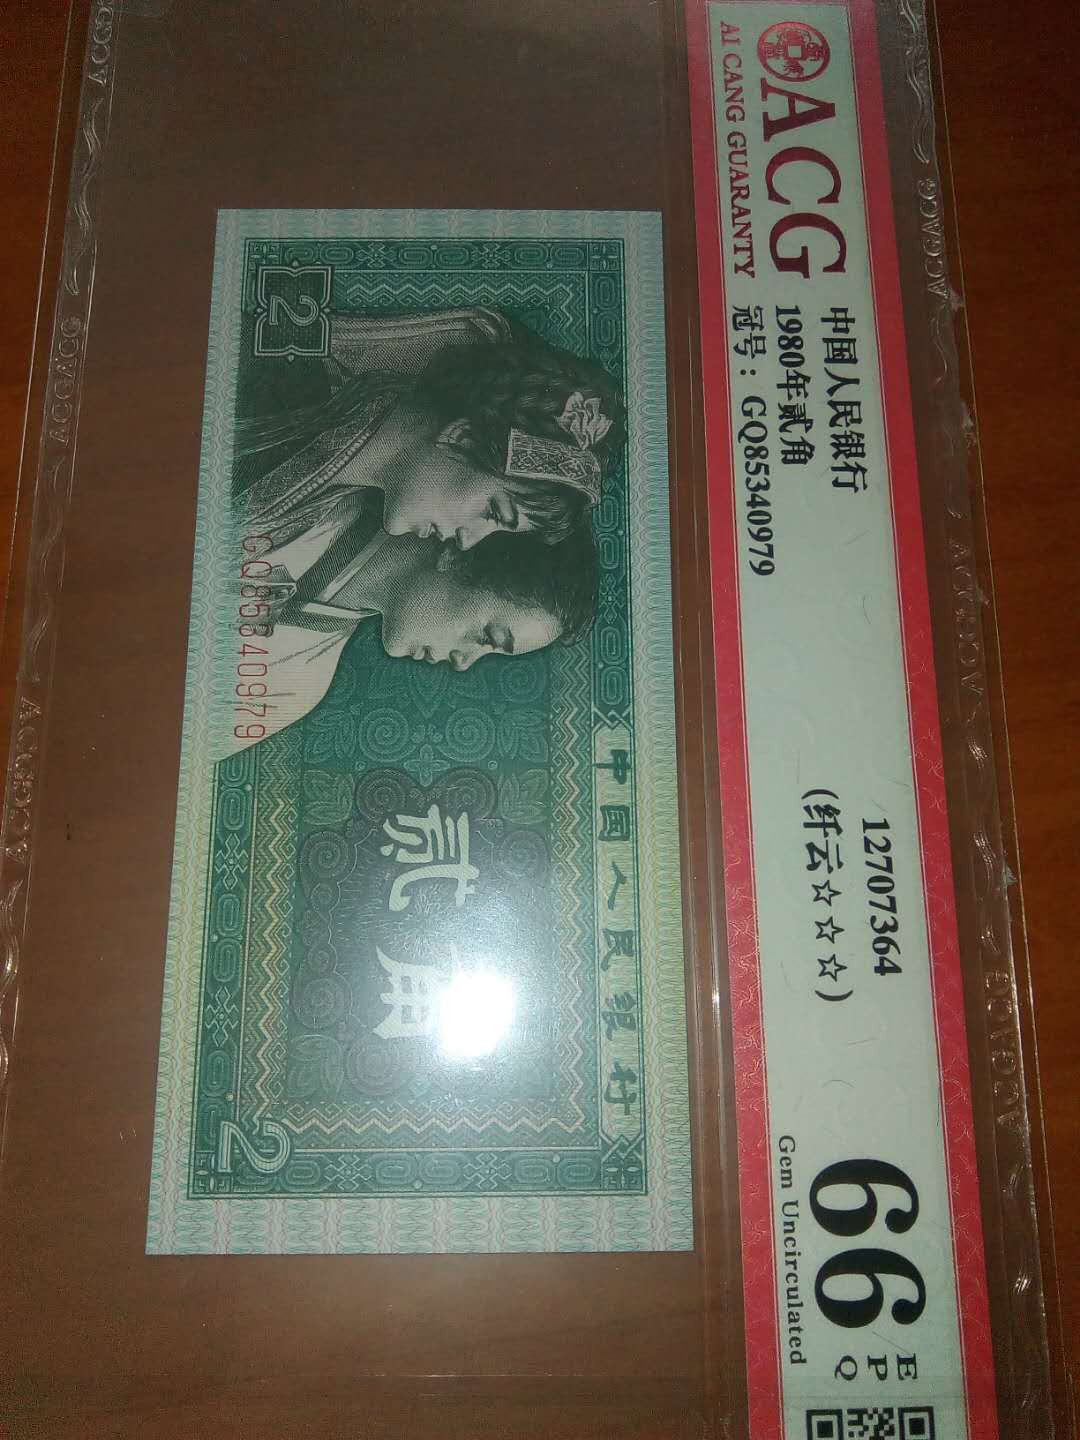 ACG
AI CANG GUARANTY
中国人民银行
1980年贰角
冠号：GQ85340979
12707364
(纤云☆☆☆)
66
EPQ
Gem Uncirculated
中国人民银行
贰角
2
2
GQ85340979